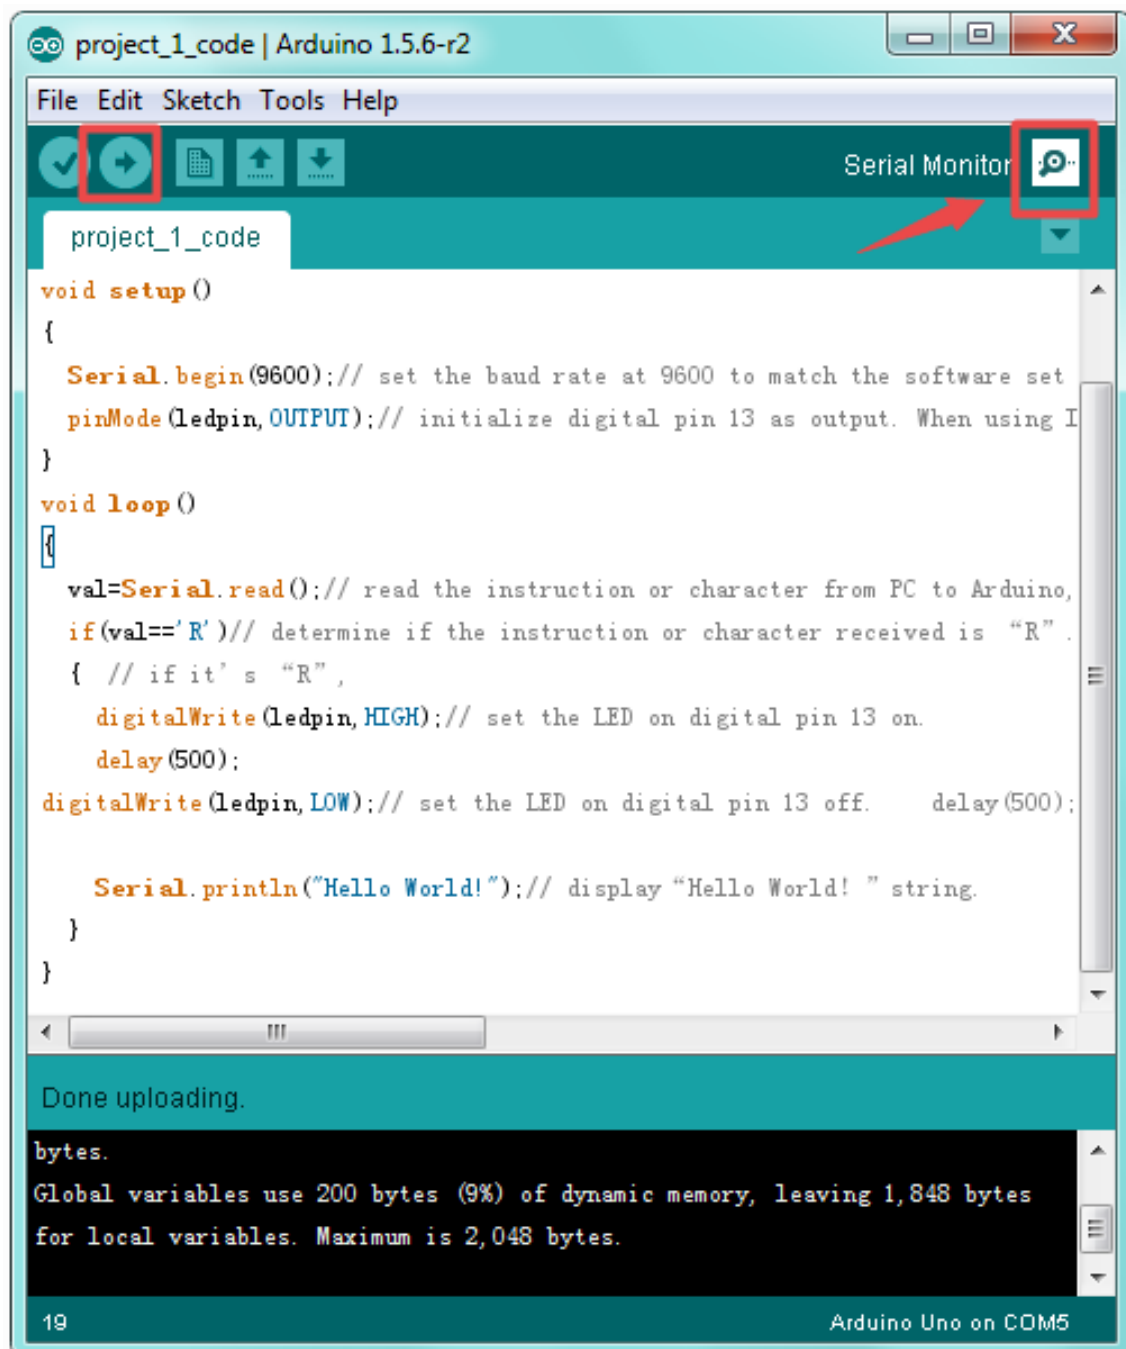 project_1_code | Arduino 1.5.6-r2
File Edit Sketch Tools Help
Serial Monitor
project_1_code
void setup()
{
  Serial.begin(9600);// set the baud rate at 9600 to match the software set
  pinMode(ledpin,OUTPUT);// initialize digital pin 13 as output. When using I
}
void loop()
{
  val=Serial.read();// read the instruction or character from PC to Arduino,
  if(val=='R')// determine if the instruction or character received is “R”.
  {  // if it’s “R”,
    digitalWrite(ledpin,HIGH);// set the LED on digital pin 13 on.
    delay(500);
digitalWrite(ledpin,LOW);// set the LED on digital pin 13 off.    delay(500);
    Serial.println("Hello World!");// display “Hello World! ” string.
  }
}
Done uploading.
bytes.
Global variables use 200 bytes (9%) of dynamic memory, leaving 1,848 bytes
for local variables. Maximum is 2,048 bytes.
19
Arduino Uno on COM5